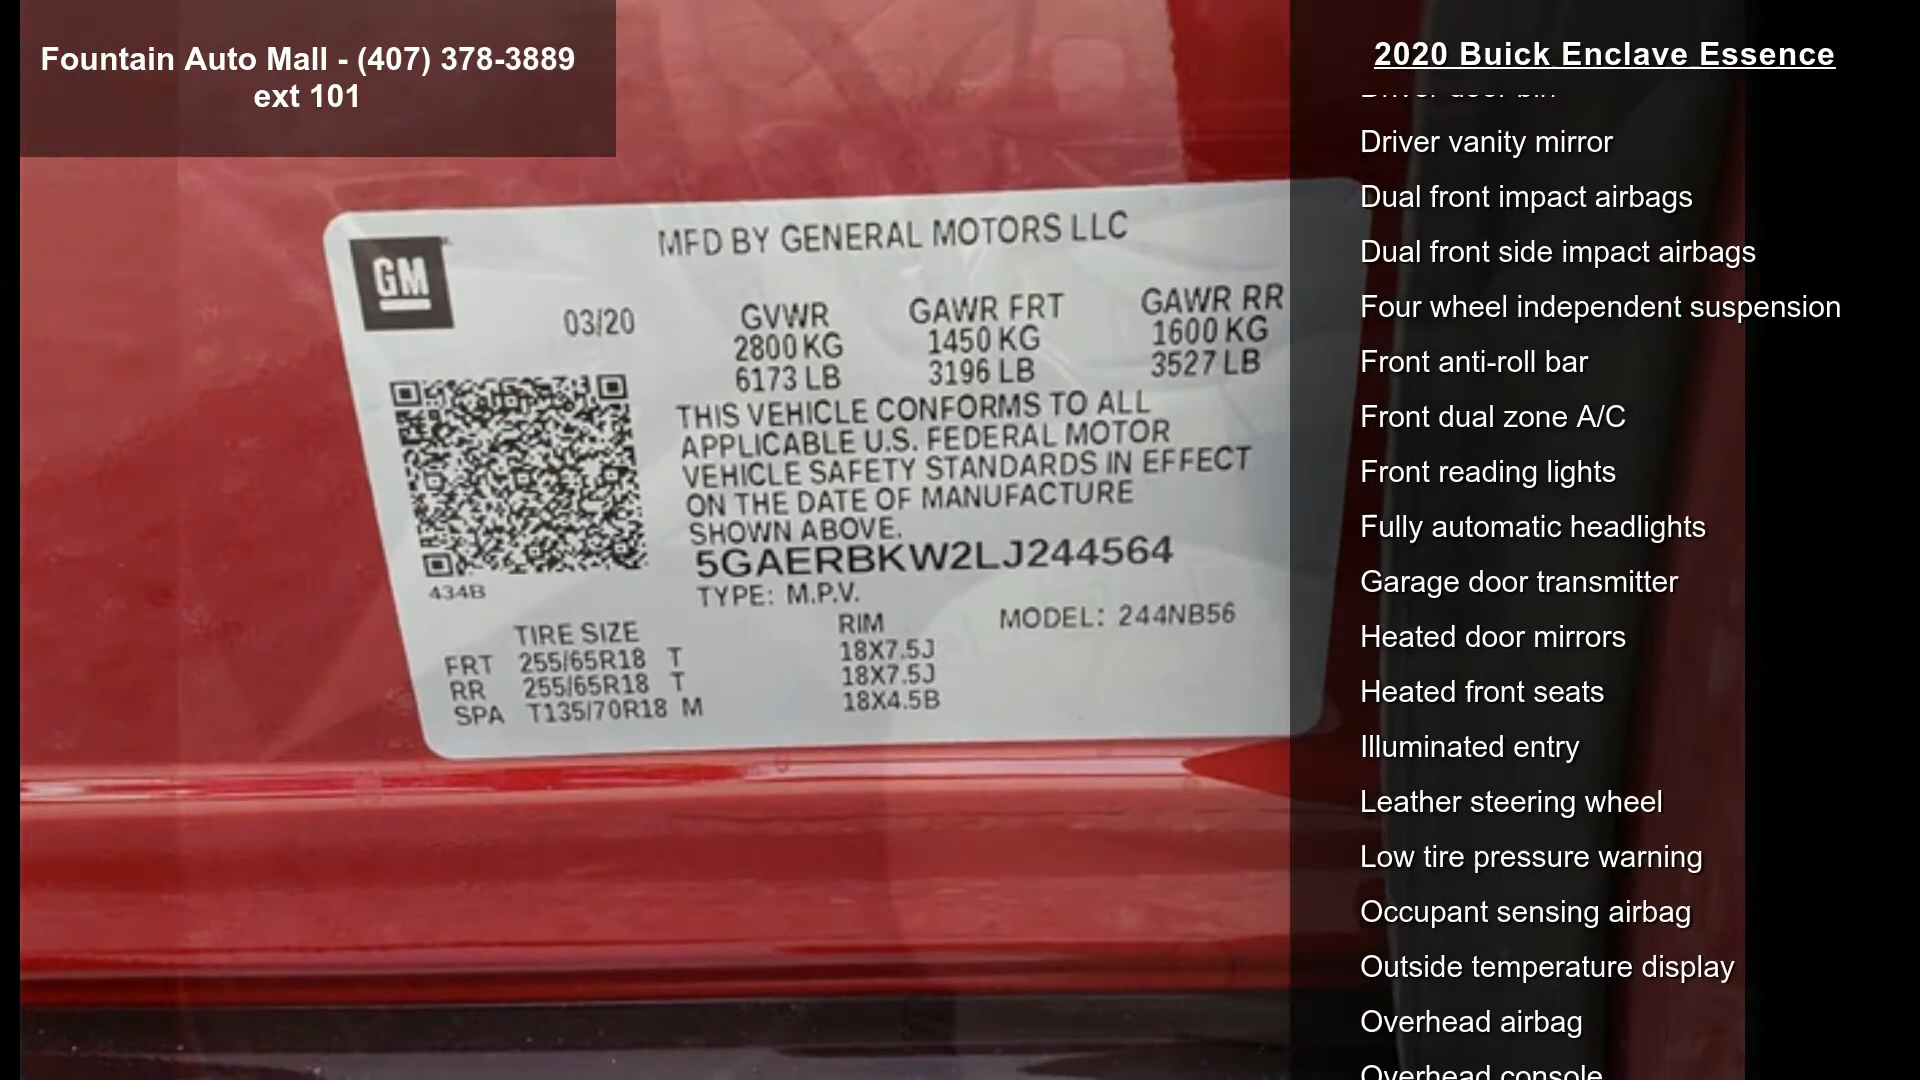 Fountain Auto Mall - (407) 378-3889
ext 101
GM
MFD BY GENERAL MOTORS LLC
03/20
GVWR
2800 KG
6173 LB
GAWR FRT
1450 KG
3196 LB
GAWR RR
1600 KG
3527 LB
THIS VEHICLE CONFORMS TO ALL
APPLICABLE U.S. FEDERAL MOTOR
VEHICLE SAFETY STANDARDS IN EFFECT
ON THE DATE OF MANUFACTURE
SHOWN ABOVE.
5GAERBKW2LJ244564
434B
TYPE: M.P.V.
MODEL: 244NB56
TIRE SIZE RIM
FRT 255/65R18 T 18X7.5J
RR 255/65R18 T 18X7.5J
SPA T135/70R18 M 18X4.5B
2020 Buick Enclave Essence
Driver door bin
Driver vanity mirror
Dual front impact airbags
Dual front side impact airbags
Four wheel independent suspension
Front anti-roll bar
Front dual zone A/C
Front reading lights
Fully automatic headlights
Garage door transmitter
Heated door mirrors
Heated front seats
Illuminated entry
Leather steering wheel
Low tire pressure warning
Occupant sensing airbag
Outside temperature display
Overhead airbag
Overhead console